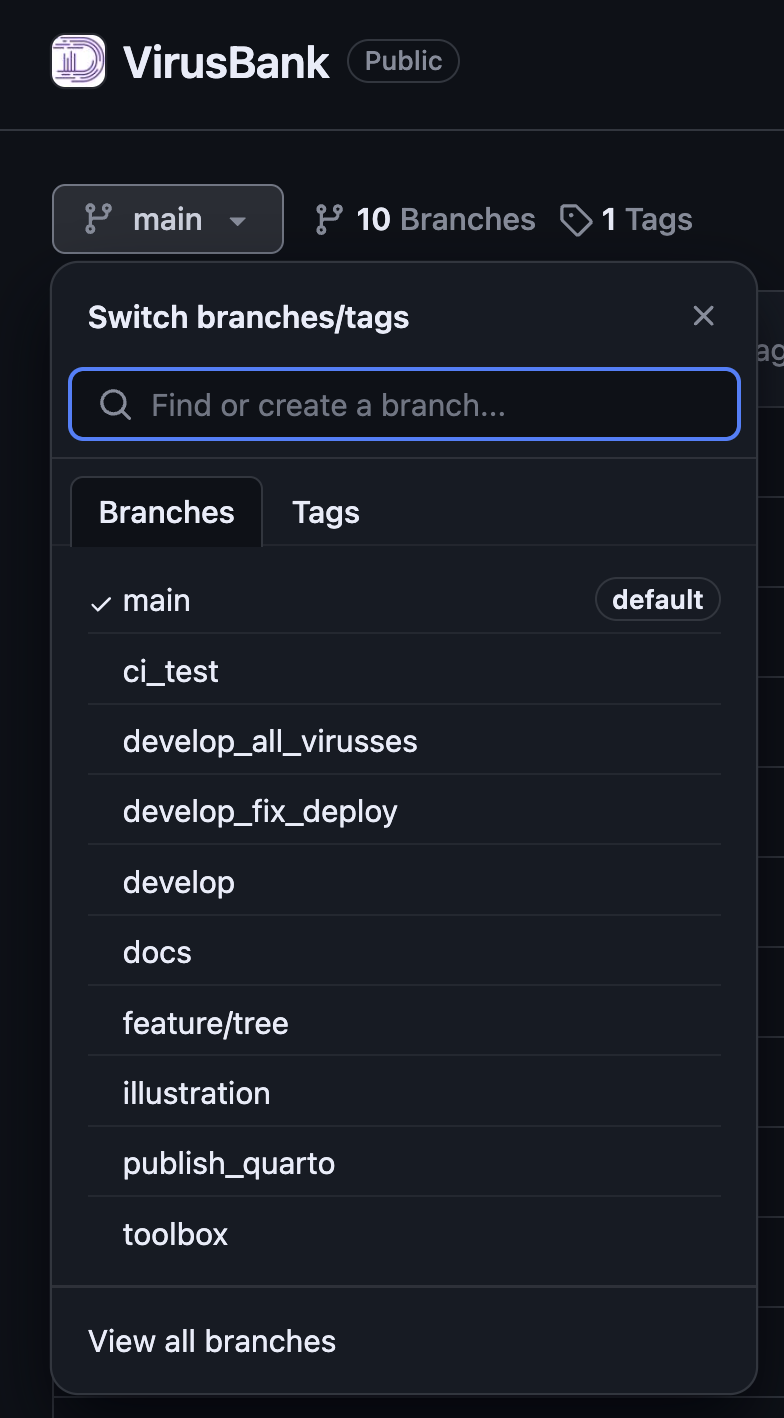 VirusBank Public
main 10 Branches 1 Tags
Switch branches/tags
Find or create a branch...
Branches Tags
main default
ci_test
develop_all_virusses
develop_fix_deploy
develop
docs
feature/tree
illustration
publish_quarto
toolbox
View all branches